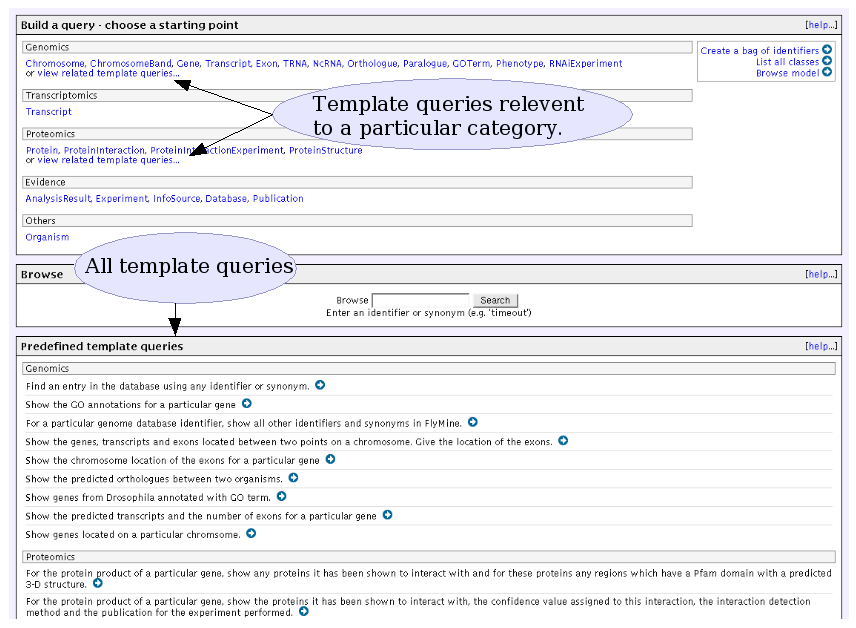 Build a query - choose a starting point [help...]
Genomics
Chromosome, ChromosomeBand, Gene, Transcript, Exon, TRNA, NcRNA, Orthologue, Paralogue, GOTerm, Phenotype, RNAiExperiment
or view related template queries...
Create a bag of identifiers
List all classes
Browse model
Template queries relevent
to a particular category.
Transcriptomics
Transcript
Proteomics
Protein, ProteinInteraction, ProteinInteractionExperiment, ProteinStructure
or view related template queries...
Evidence
AnalysisResult, Experiment, InfoSource, Database, Publication
Others
Organism
All template queries
Browse [help...]
Browse Search
Enter an identifier or synonym (e.g. 'timeout')
Predefined template queries [help...]
Genomics
Find an entry in the database using any identifier or synonym.
Show the GO annotations for a particular gene
For a particular genome database identifier, show all other identifiers and synonyms in FlyMine.
Show the genes, transcripts and exons located between two points on a chromosome. Give the location of the exons.
Show the chromosome location of the exons for a particular gene
Show the predicted orthologues between two organisms.
Show genes from Drosophila annotated with GO term.
Show the predicted transcripts and the number of exons for a particular gene
Show genes located on a particular chromsome.
Proteomics
For the protein product of a particular gene, show any proteins it has been shown to interact with and for these proteins any regions which have a Pfam domain with a predicted
3-D structure.
For the protein product of a particular gene, show the proteins it has been shown to interact with, the confidence value assigned to this interaction, the interaction detection
method and the publication for the experiment performed.